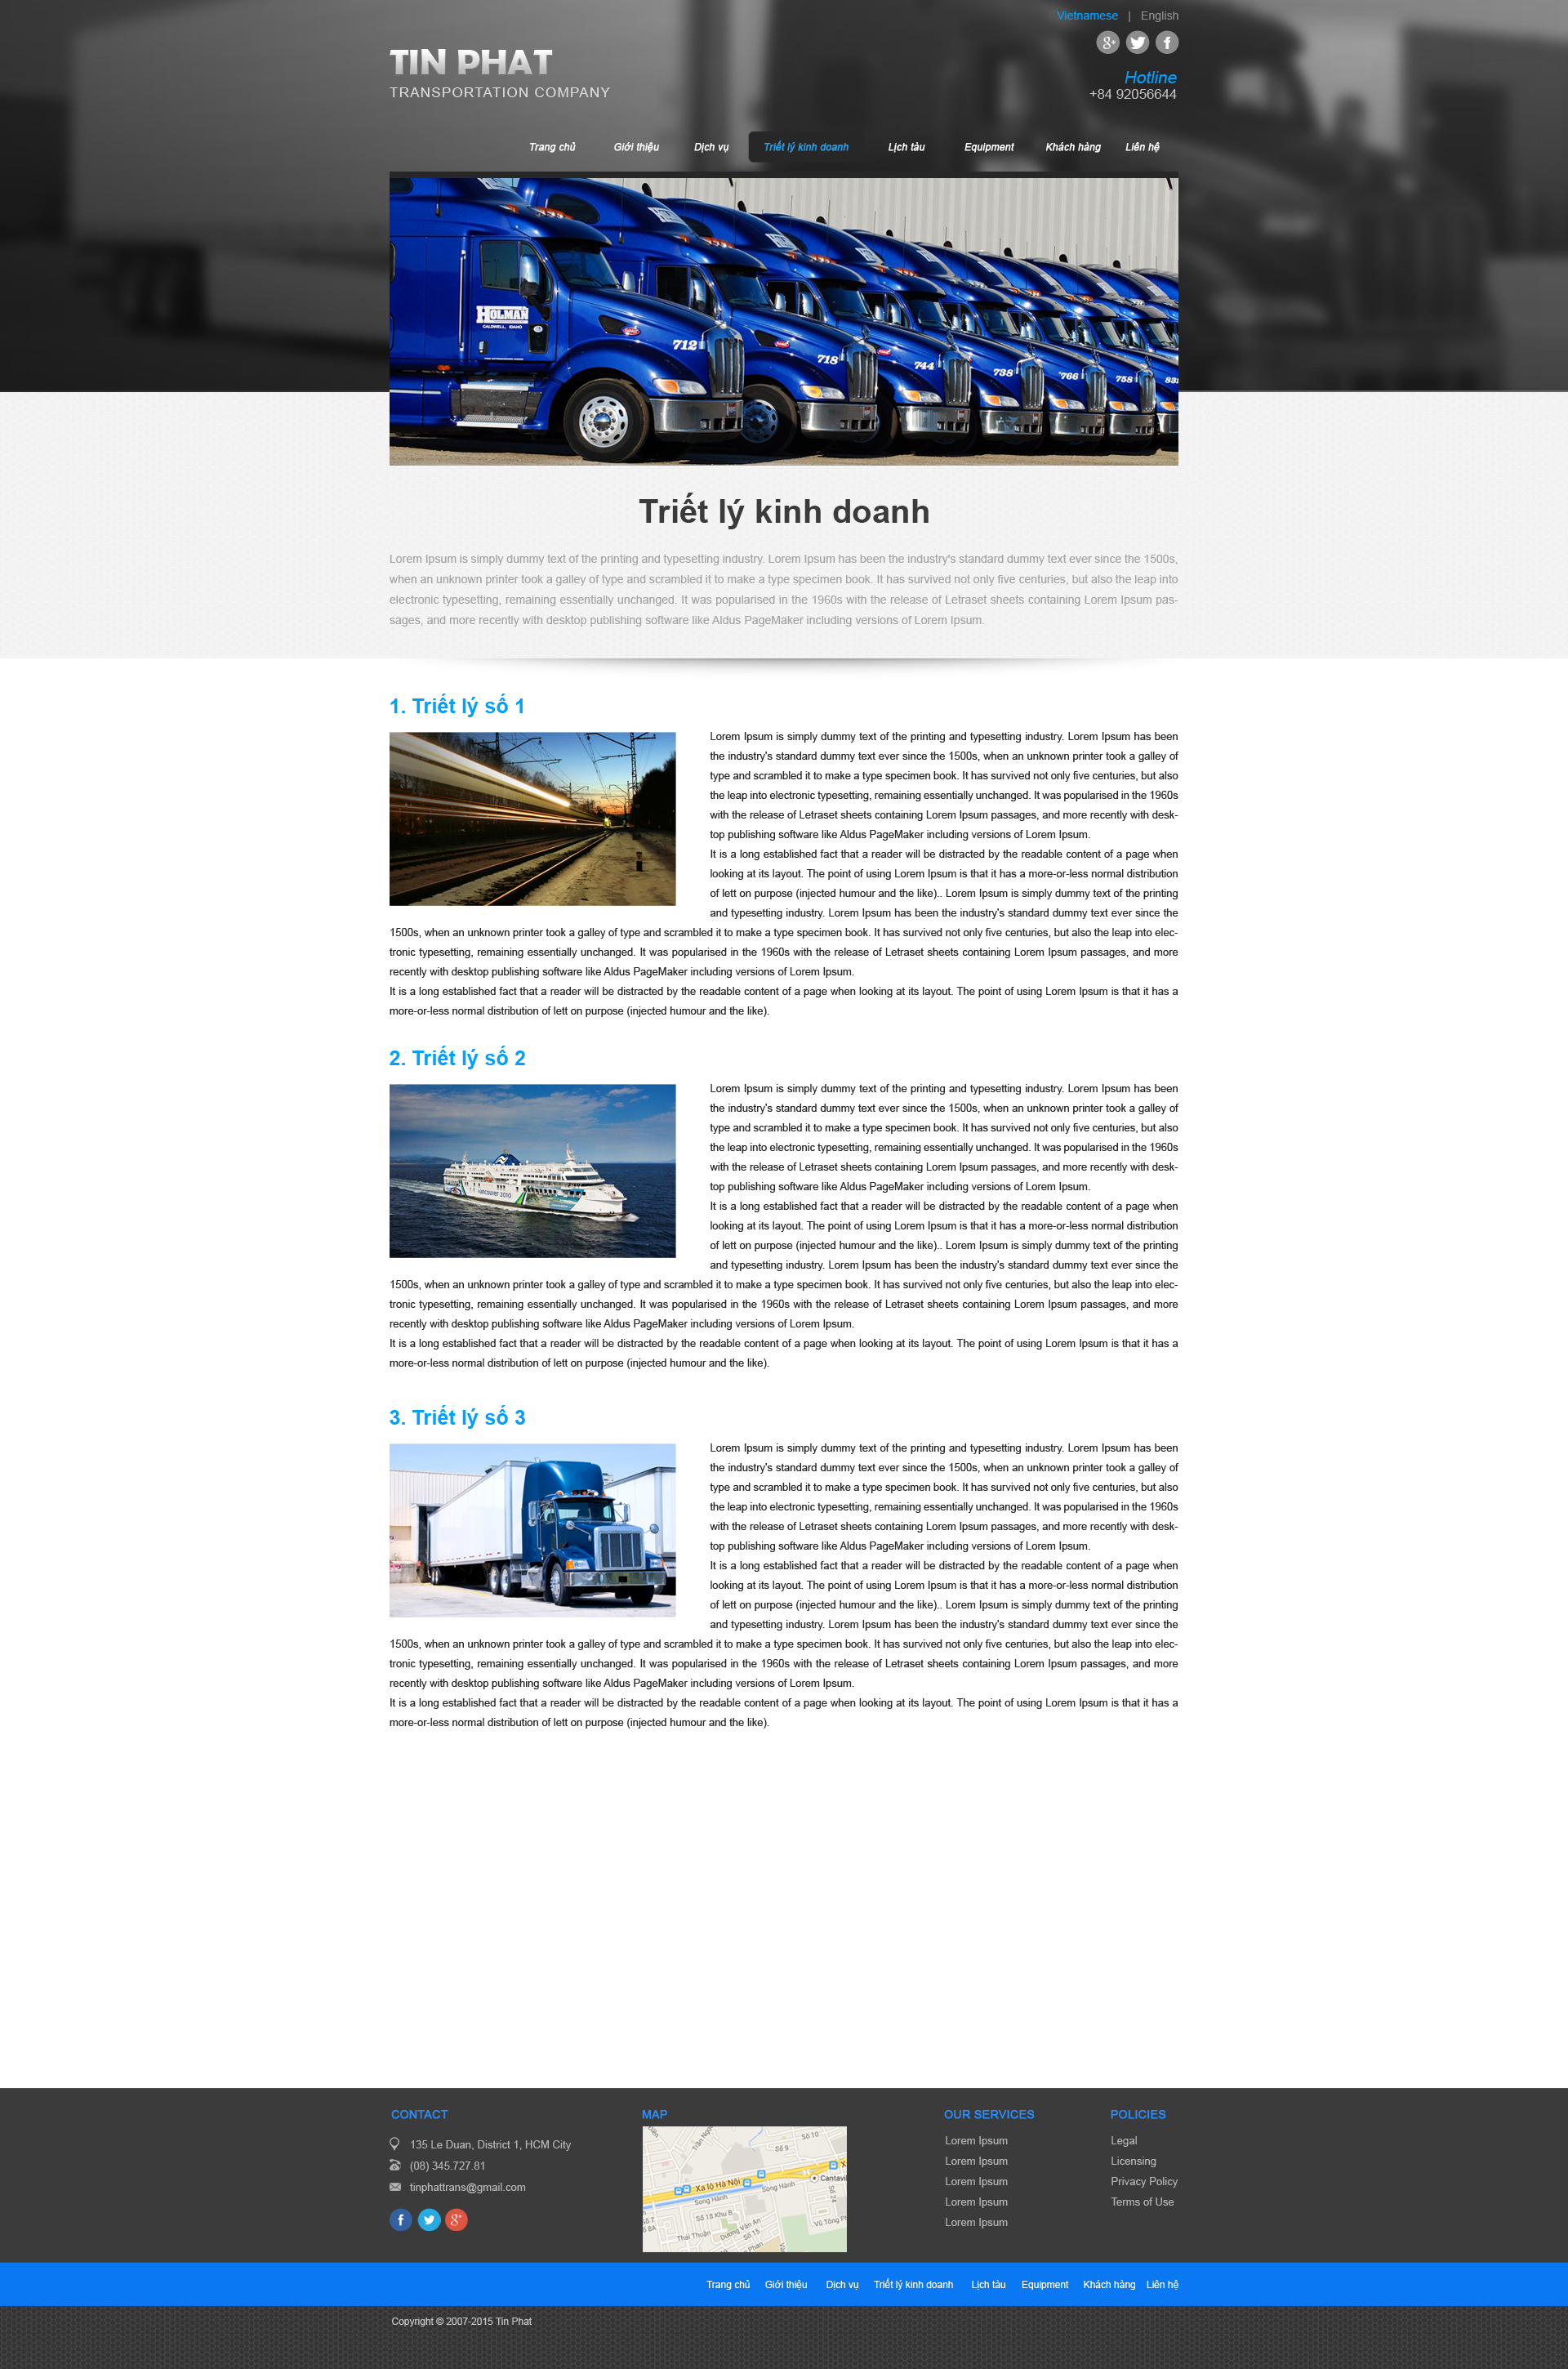 Vietnamese | English
TIN PHAT
TRANSPORTATION COMPANY
Hotline
+84 92056644
Trang chủ Giới thiệu Dịch vụ Triết lý kinh doanh Lịch tàu Equipment Khách hàng Liên hệ
HOLMAN
CALDWELL, IDAHO
712 718 744 738 766 758
Triết lý kinh doanh
Lorem Ipsum is simply dummy text of the printing and typesetting industry. Lorem Ipsum has been the industry's standard dummy text ever since the 1500s,
when an unknown printer took a galley of type and scrambled it to make a type specimen book. It has survived not only five centuries, but also the leap into
electronic typesetting, remaining essentially unchanged. It was popularised in the 1960s with the release of Letraset sheets containing Lorem Ipsum pas-
sages, and more recently with desktop publishing software like Aldus PageMaker including versions of Lorem Ipsum.
1. Triết lý số 1
Lorem Ipsum is simply dummy text of the printing and typesetting industry. Lorem Ipsum has been
the industry's standard dummy text ever since the 1500s, when an unknown printer took a galley of
type and scrambled it to make a type specimen book. It has survived not only five centuries, but also
the leap into electronic typesetting, remaining essentially unchanged. It was popularised in the 1960s
with the release of Letraset sheets containing Lorem Ipsum passages, and more recently with desk-
top publishing software like Aldus PageMaker including versions of Lorem Ipsum.
It is a long established fact that a reader will be distracted by the readable content of a page when
looking at its layout. The point of using Lorem Ipsum is that it has a more-or-less normal distribution
of lett on purpose (injected humour and the like).. Lorem Ipsum is simply dummy text of the printing
and typesetting industry. Lorem Ipsum has been the industry's standard dummy text ever since the
1500s, when an unknown printer took a galley of type and scrambled it to make a type specimen book. It has survived not only five centuries, but also the leap into elec-
tronic typesetting, remaining essentially unchanged. It was popularised in the 1960s with the release of Letraset sheets containing Lorem Ipsum passages, and more
recently with desktop publishing software like Aldus PageMaker including versions of Lorem Ipsum.
It is a long established fact that a reader will be distracted by the readable content of a page when looking at its layout. The point of using Lorem Ipsum is that it has a
more-or-less normal distribution of lett on purpose (injected humour and the like).
2. Triết lý số 2
vancouver 2010
Lorem Ipsum is simply dummy text of the printing and typesetting industry. Lorem Ipsum has been
the industry's standard dummy text ever since the 1500s, when an unknown printer took a galley of
type and scrambled it to make a type specimen book. It has survived not only five centuries, but also
the leap into electronic typesetting, remaining essentially unchanged. It was popularised in the 1960s
with the release of Letraset sheets containing Lorem Ipsum passages, and more recently with desk-
top publishing software like Aldus PageMaker including versions of Lorem Ipsum.
It is a long established fact that a reader will be distracted by the readable content of a page when
looking at its layout. The point of using Lorem Ipsum is that it has a more-or-less normal distribution
of lett on purpose (injected humour and the like).. Lorem Ipsum is simply dummy text of the printing
and typesetting industry. Lorem Ipsum has been the industry's standard dummy text ever since the
1500s, when an unknown printer took a galley of type and scrambled it to make a type specimen book. It has survived not only five centuries, but also the leap into elec-
tronic typesetting, remaining essentially unchanged. It was popularised in the 1960s with the release of Letraset sheets containing Lorem Ipsum passages, and more
recently with desktop publishing software like Aldus PageMaker including versions of Lorem Ipsum.
It is a long established fact that a reader will be distracted by the readable content of a page when looking at its layout. The point of using Lorem Ipsum is that it has a
more-or-less normal distribution of lett on purpose (injected humour and the like).
3. Triết lý số 3
Lorem Ipsum is simply dummy text of the printing and typesetting industry. Lorem Ipsum has been
the industry's standard dummy text ever since the 1500s, when an unknown printer took a galley of
type and scrambled it to make a type specimen book. It has survived not only five centuries, but also
the leap into electronic typesetting, remaining essentially unchanged. It was popularised in the 1960s
with the release of Letraset sheets containing Lorem Ipsum passages, and more recently with desk-
top publishing software like Aldus PageMaker including versions of Lorem Ipsum.
It is a long established fact that a reader will be distracted by the readable content of a page when
looking at its layout. The point of using Lorem Ipsum is that it has a more-or-less normal distribution
of lett on purpose (injected humour and the like).. Lorem Ipsum is simply dummy text of the printing
and typesetting industry. Lorem Ipsum has been the industry's standard dummy text ever since the
1500s, when an unknown printer took a galley of type and scrambled it to make a type specimen book. It has survived not only five centuries, but also the leap into elec-
tronic typesetting, remaining essentially unchanged. It was popularised in the 1960s with the release of Letraset sheets containing Lorem Ipsum passages, and more
recently with desktop publishing software like Aldus PageMaker including versions of Lorem Ipsum.
It is a long established fact that a reader will be distracted by the readable content of a page when looking at its layout. The point of using Lorem Ipsum is that it has a
more-or-less normal distribution of lett on purpose (injected humour and the like).
CONTACT
135 Le Duan, District 1, HCM City
(08) 345.727.81
tinphattrans@gmail.com
MAP
Số 10
Số 9
Xa lộ Hà Nội
Cantavil
Song Hành
Song Hành
Số 24
Số 18 Khu B
Đường Văn An
Thái Thuận
Số 15
Vũ Tông Ph
7
7 8A
OUR SERVICES
Lorem Ipsum
Lorem Ipsum
Lorem Ipsum
Lorem Ipsum
Lorem Ipsum
POLICIES
Legal
Licensing
Privacy Policy
Terms of Use
Trang chủ Giới thiệu Dịch vụ Triết lý kinh doanh Lịch tàu Equipment Khách hàng Liên hệ
Copyright © 2007-2015 Tin Phat